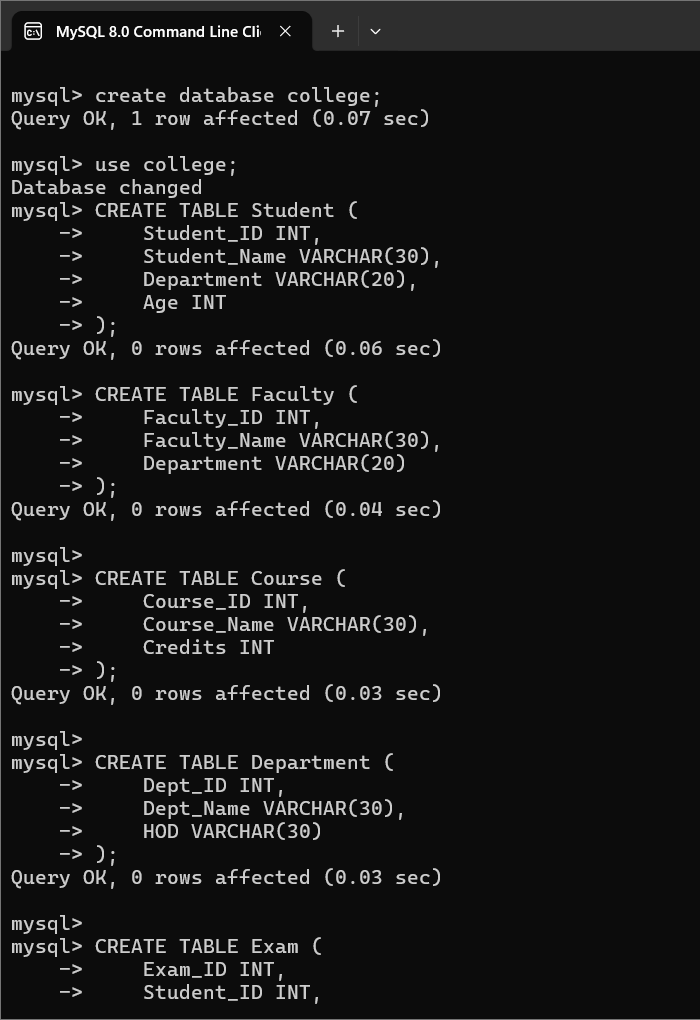 MySQL 8.0 Command Line Cli
mysql> create database college;
Query OK, 1 row affected (0.07 sec)
mysql> use college;
Database changed
mysql> CREATE TABLE Student (
    ->     Student_ID INT,
    ->     Student_Name VARCHAR(30),
    ->     Department VARCHAR(20),
    ->     Age INT
    -> );
Query OK, 0 rows affected (0.06 sec)
mysql> CREATE TABLE Faculty (
    ->     Faculty_ID INT,
    ->     Faculty_Name VARCHAR(30),
    ->     Department VARCHAR(20)
    -> );
Query OK, 0 rows affected (0.04 sec)
mysql>
mysql> CREATE TABLE Course (
    ->     Course_ID INT,
    ->     Course_Name VARCHAR(30),
    ->     Credits INT
    -> );
Query OK, 0 rows affected (0.03 sec)
mysql>
mysql> CREATE TABLE Department (
    ->     Dept_ID INT,
    ->     Dept_Name VARCHAR(30),
    ->     HOD VARCHAR(30)
    -> );
Query OK, 0 rows affected (0.03 sec)
mysql>
mysql> CREATE TABLE Exam (
    ->     Exam_ID INT,
    ->     Student_ID INT,